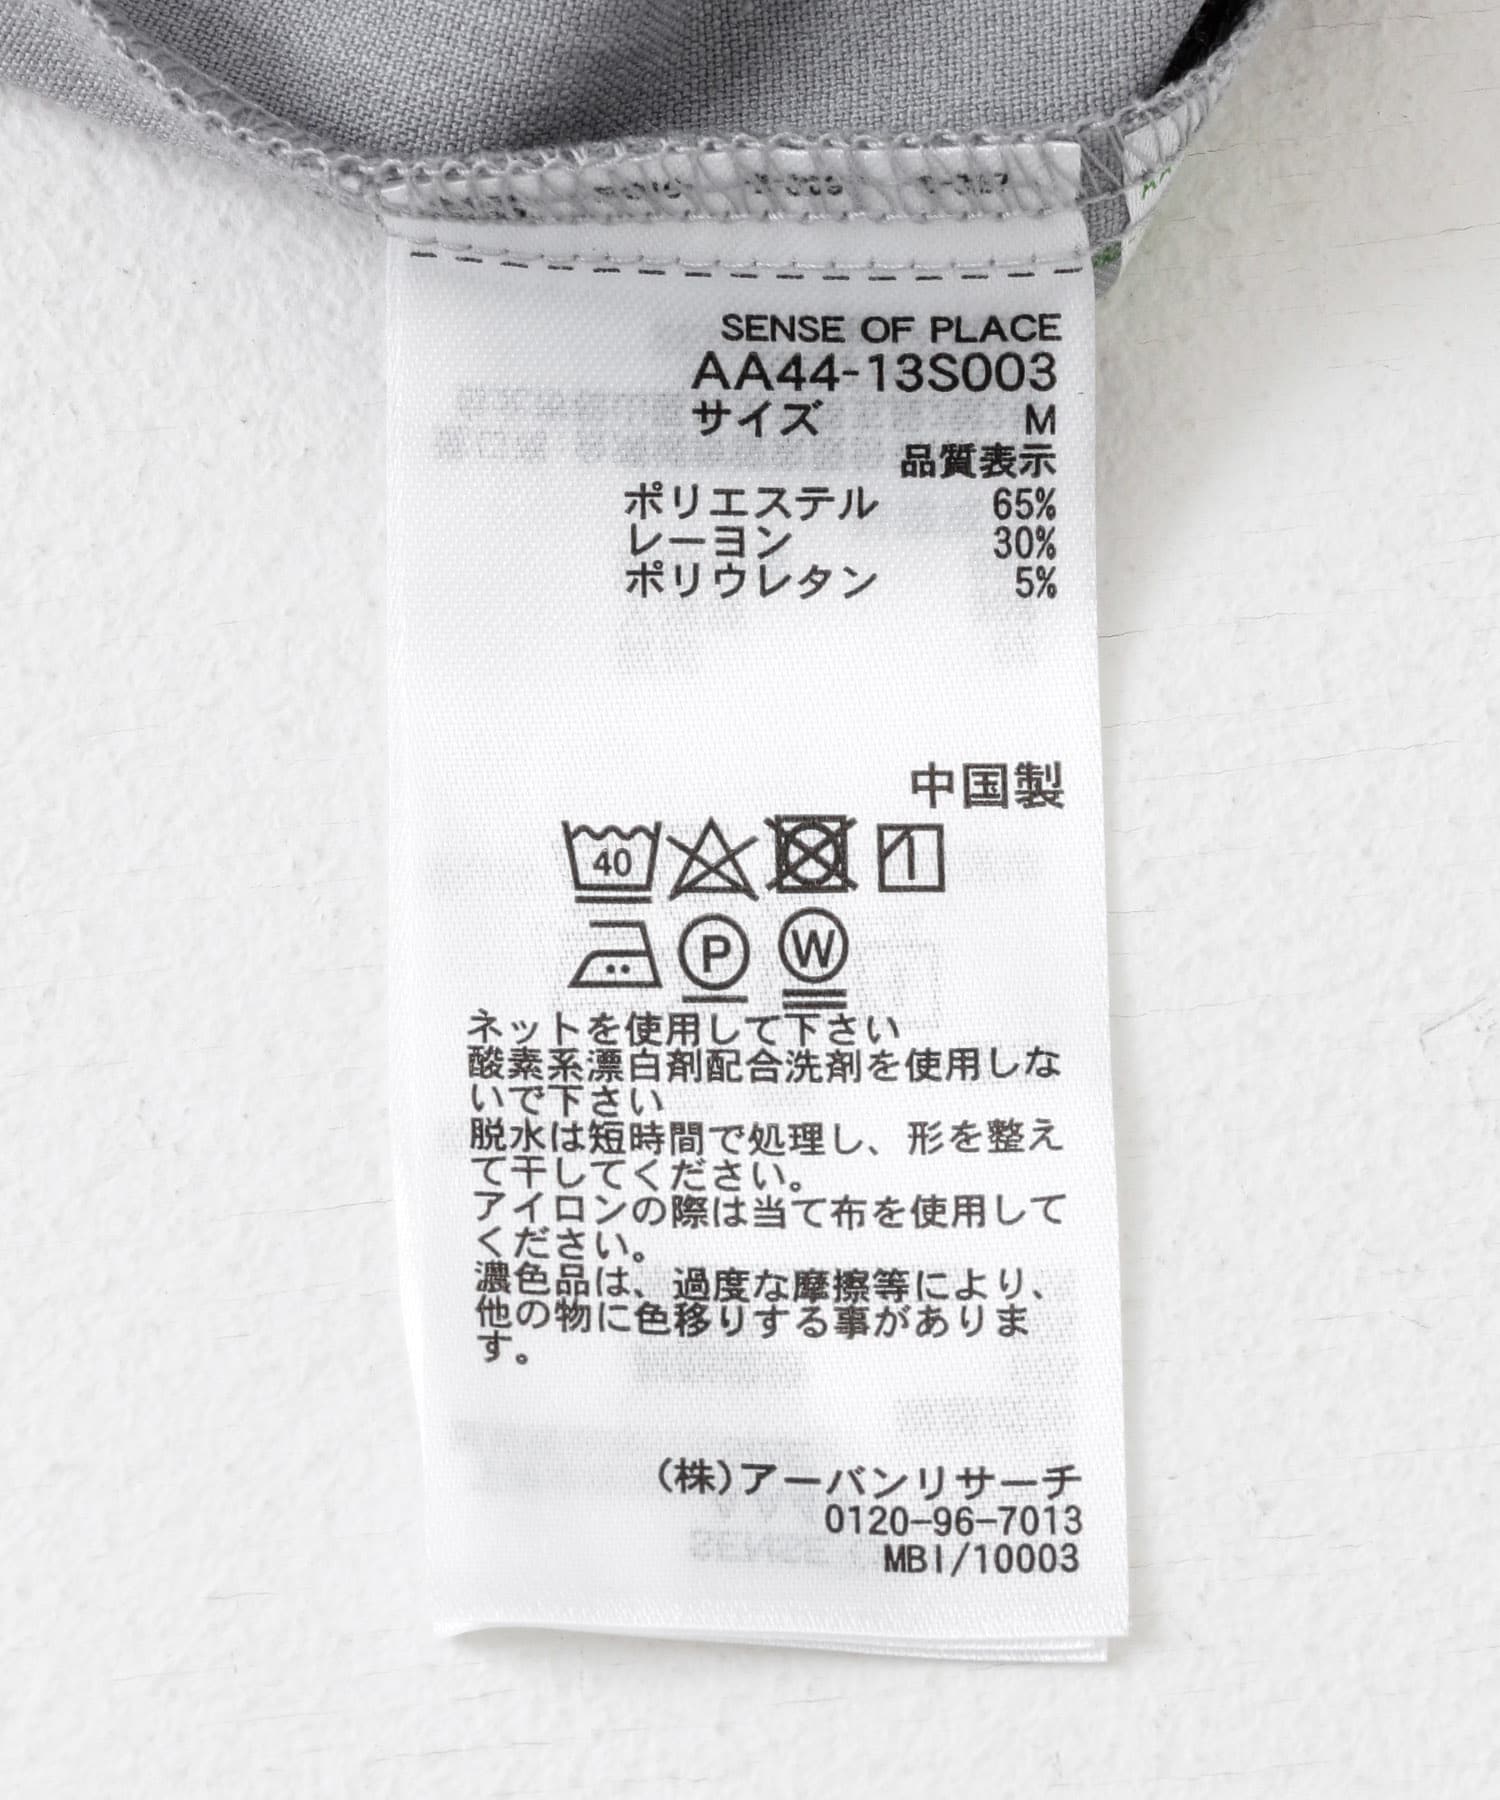 SENSE OF PLACE
AA44-13S003
サイズ M
品質表示
ポリエステル 65%
レーヨン 30%
ポリウレタン 5%
中国製
40
P W
ネットを使用して下さい
酸素系漂白剤配合洗剤を使用しな
いで下さい
脱水は短時間で処理し、形を整え
て干してください。
アイロンの際は当て布を使用して
ください。
濃色品は、過度な摩擦等により、
他の物に色移りする事がありま
す。
(株)アーバンリサーチ
0120-96-7013
MBI/10003